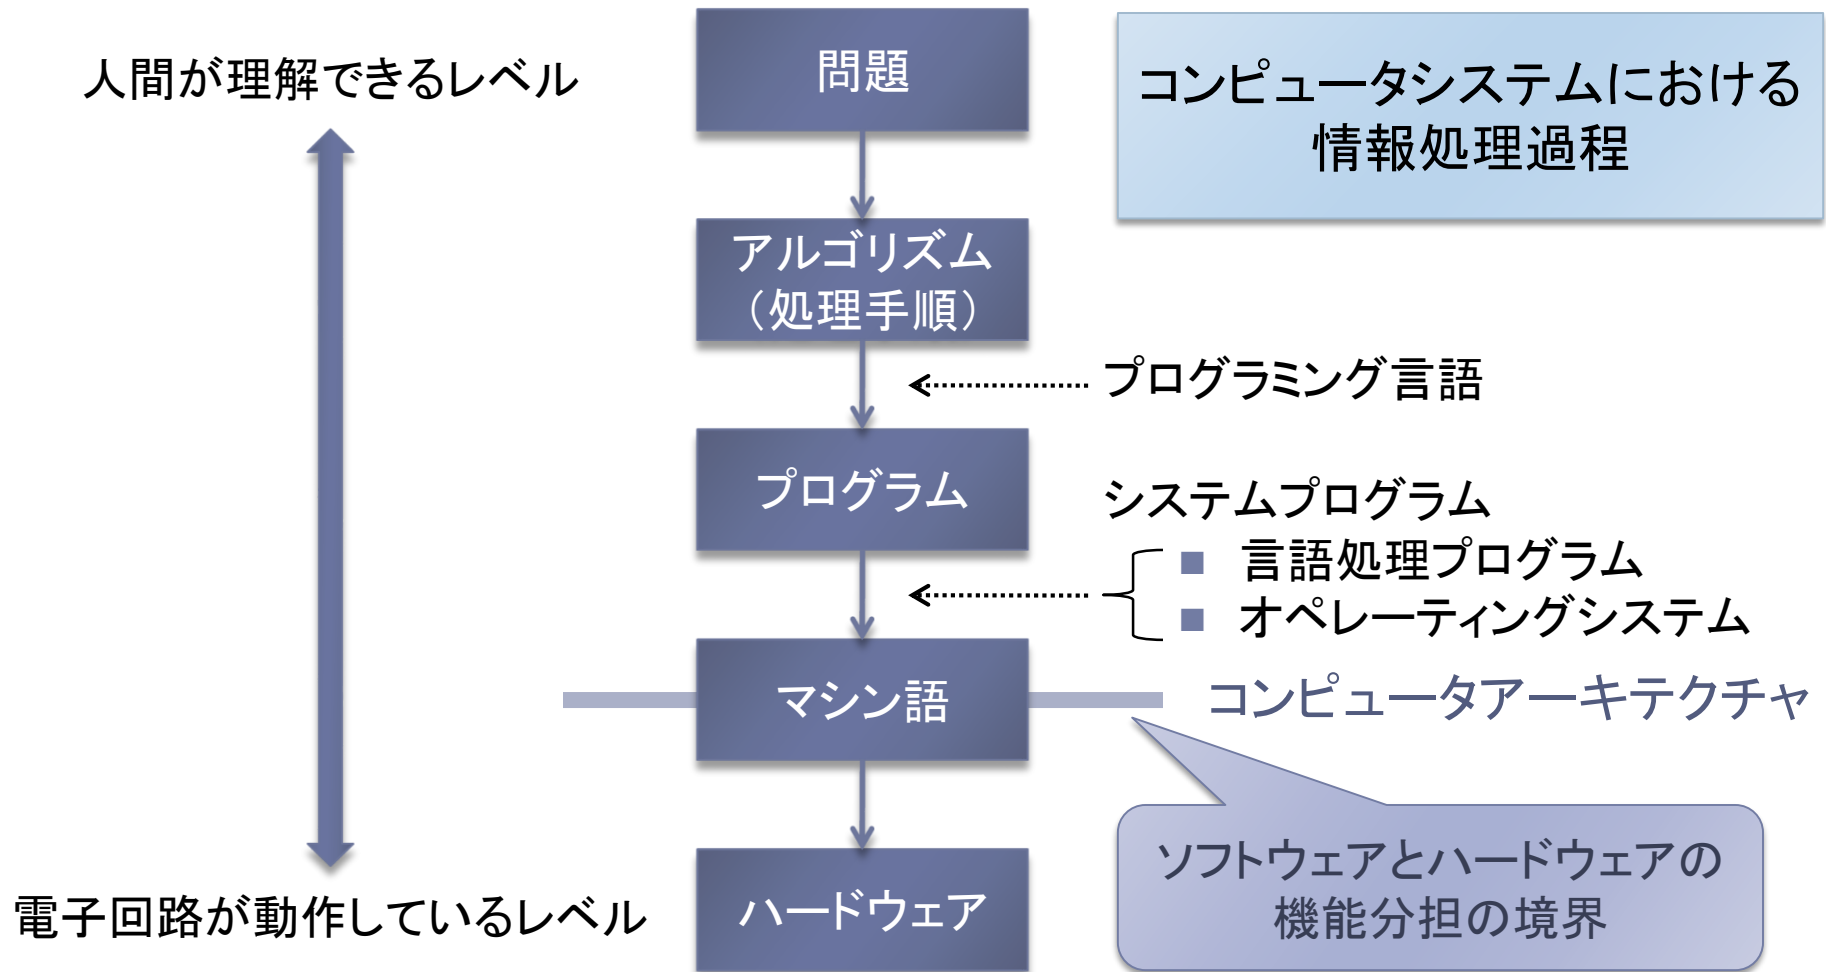 コンピュータシステムにおける
情報処理過程
人間が理解できるレベル
問題
アルゴリズム
（処理手順）
プログラミング言語
プログラム
システムプログラム
■ 言語処理プログラム
■ オペレーティングシステム
マシン語
コンピュータアーキテクチャ
ソフトウェアとハードウェアの
機能分担の境界
ハードウェア
電子回路が動作しているレベル